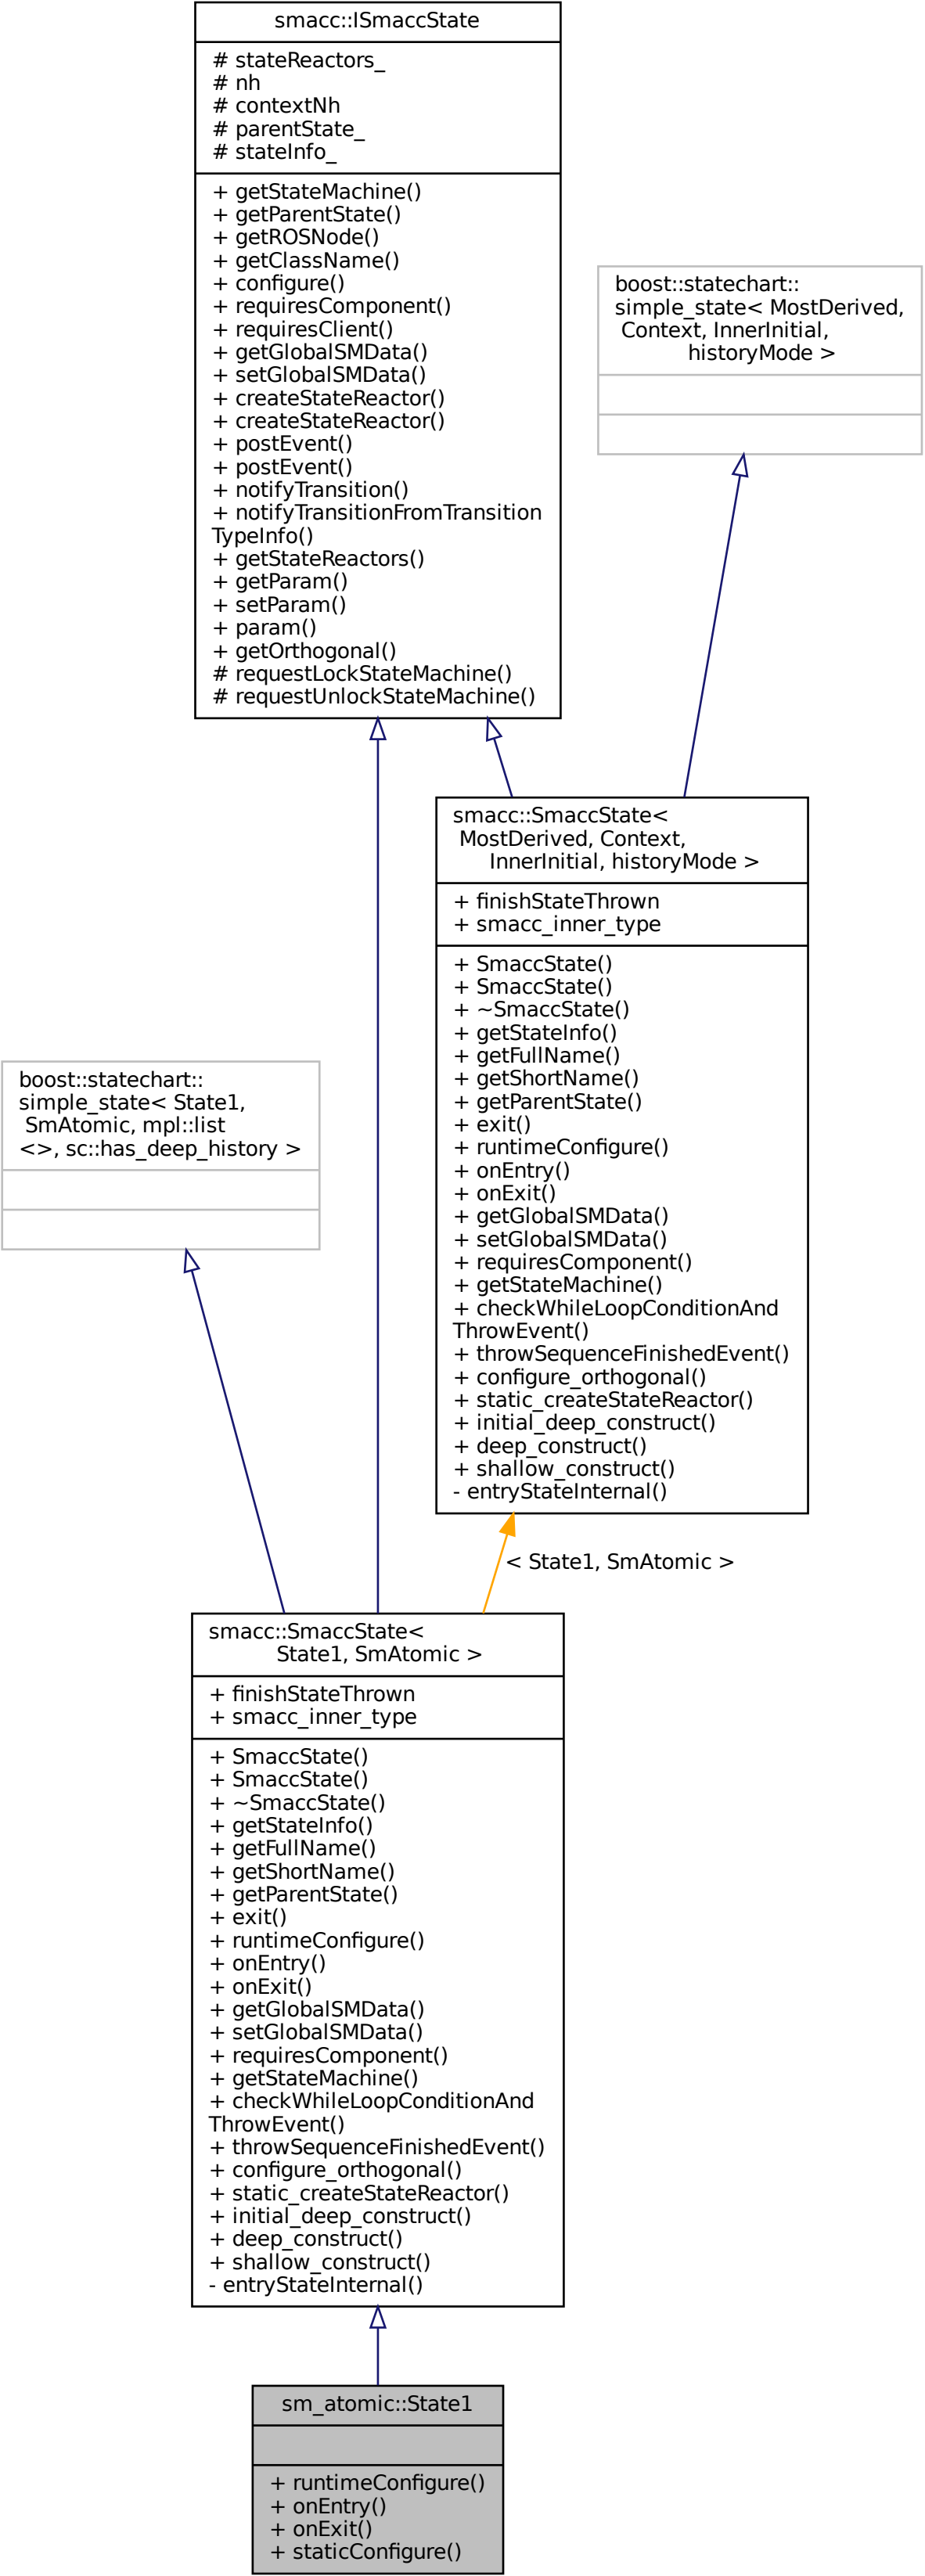 smacc::ISmaccState
# stateReactors_
# nh
# contextNh
# parentState_
# stateInfo_
+ getStateMachine()
+ getParentState()
+ getROSNode()
+ getClassName()
+ configure()
+ requiresComponent()
+ requiresClient()
+ getGlobalSMData()
+ setGlobalSMData()
+ createStateReactor()
+ createStateReactor()
+ postEvent()
+ postEvent()
+ notifyTransition()
+ notifyTransitionFromTransition
TypeInfo()
+ getStateReactors()
+ getParam()
+ setParam()
+ param()
+ getOrthogonal()
# requestLockStateMachine()
# requestUnlockStateMachine()
boost::statechart::
simple_state< MostDerived,
Context, InnerInitial,
historyMode >
smacc::SmaccState<
MostDerived, Context,
InnerInitial, historyMode >
+ finishStateThrown
+ smacc_inner_type
+ SmaccState()
+ SmaccState()
+ ~SmaccState()
+ getStateInfo()
+ getFullName()
+ getShortName()
+ getParentState()
+ exit()
+ runtimeConfigure()
+ onEntry()
+ onExit()
+ getGlobalSMData()
+ setGlobalSMData()
+ requiresComponent()
+ getStateMachine()
+ checkWhileLoopConditionAnd
ThrowEvent()
+ throwSequenceFinishedEvent()
+ configure_orthogonal()
+ static_createStateReactor()
+ initial_deep_construct()
+ deep_construct()
+ shallow_construct()
- entryStateInternal()
boost::statechart::
simple_state< State1,
SmAtomic, mpl::list
<>, sc::has_deep_history >
< State1, SmAtomic >
smacc::SmaccState<
State1, SmAtomic >
+ finishStateThrown
+ smacc_inner_type
+ SmaccState()
+ SmaccState()
+ ~SmaccState()
+ getStateInfo()
+ getFullName()
+ getShortName()
+ getParentState()
+ exit()
+ runtimeConfigure()
+ onEntry()
+ onExit()
+ getGlobalSMData()
+ setGlobalSMData()
+ requiresComponent()
+ getStateMachine()
+ checkWhileLoopConditionAnd
ThrowEvent()
+ throwSequenceFinishedEvent()
+ configure_orthogonal()
+ static_createStateReactor()
+ initial_deep_construct()
+ deep_construct()
+ shallow_construct()
- entryStateInternal()
sm_atomic::State1
+ runtimeConfigure()
+ onEntry()
+ onExit()
+ staticConfigure()